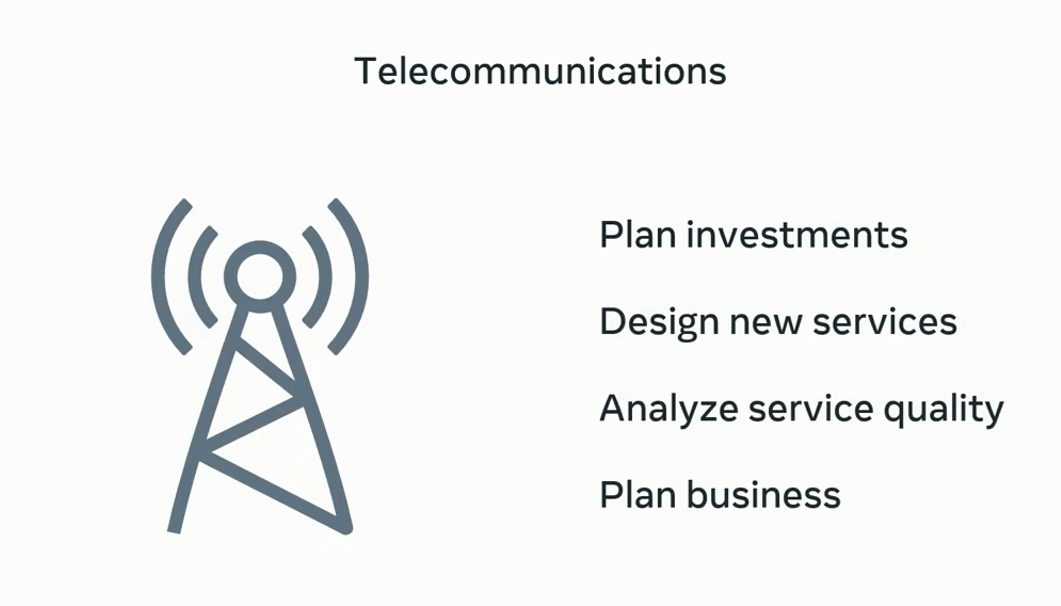 Telecommunications
Plan investments
Design new services
Analyze service quality
Plan business